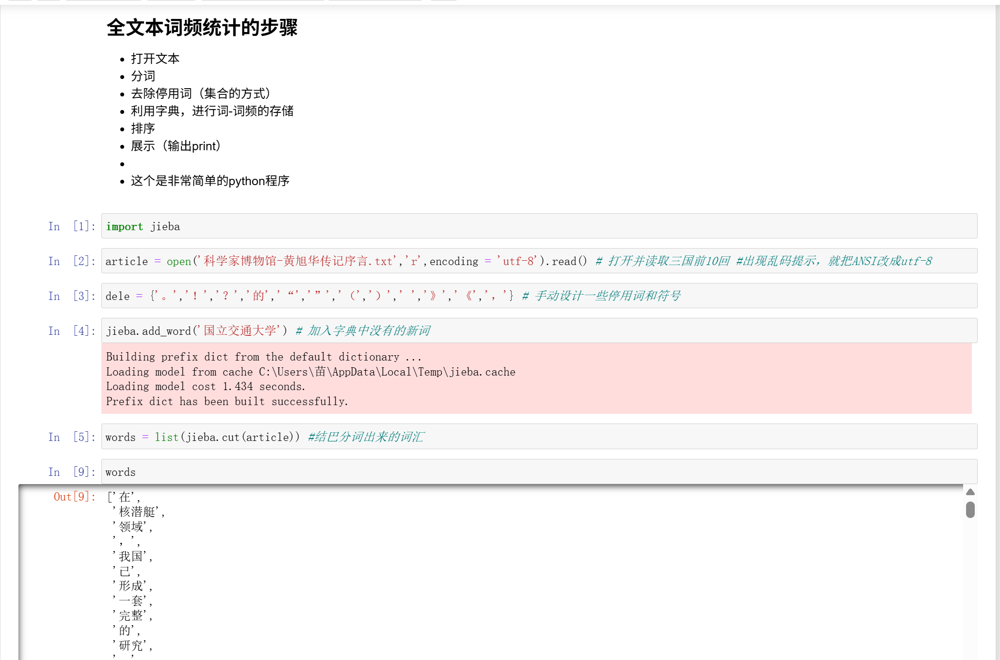 全文本词频统计的步骤
打开文本
分词
去除停用词（集合的方式）
利用字典，进行词-词频的存储
排序
展示（输出print）
这个是非常简单的python程序
In [1]: import jieba
In [2]: article = open('科学家博物馆-黄旭华传记序言.txt','r',encoding = 'utf-8').read() # 打开并读取三国前10回 #出现乱码提示，就把ANSI改成utf-8
In [3]: dele = {'。','！','？','的','“','”','（','）',' ','》','《','，'} # 手动设计一些停用词和符号
In [4]: jieba.add_word('国立交通大学') # 加入字典中没有的新词
Building prefix dict from the default dictionary ...
Loading model from cache C:\Users\苗\AppData\Local\Temp\jieba.cache
Loading model cost 1.434 seconds.
Prefix dict has been built successfully.
In [5]: words = list(jieba.cut(article)) #结巴分词出来的词汇
In [9]: words
Out[9]: ['在',
'核潜艇',
'领域',
'，',
'我国',
'已',
'形成',
'一套',
'完整',
'的',
'研究',